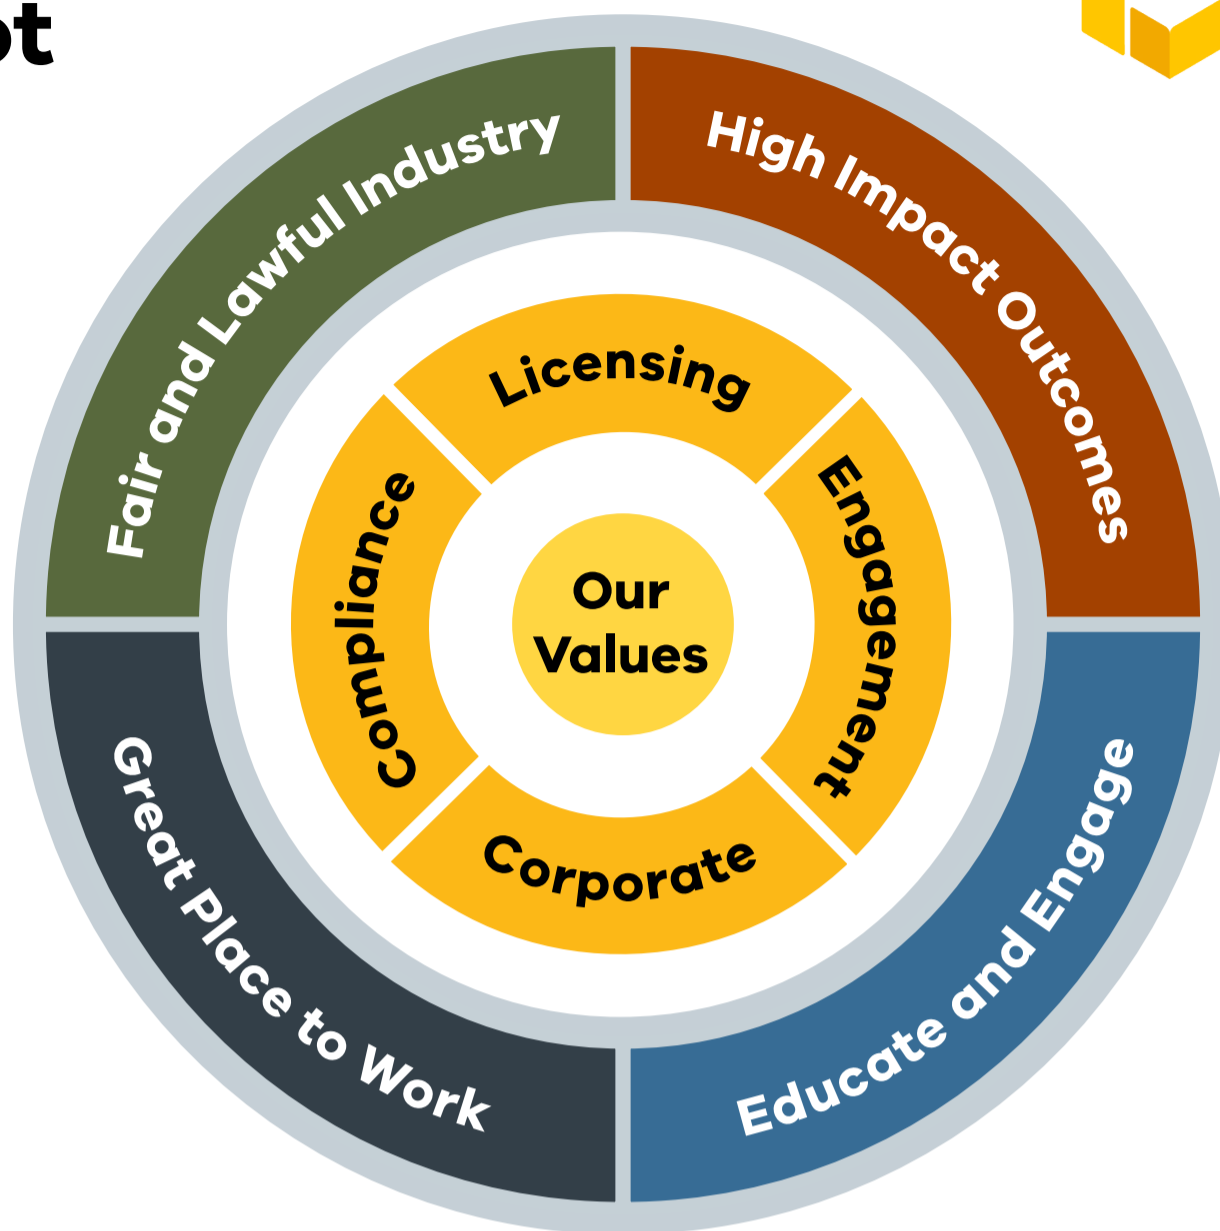 Fair and Lawful Industry
High Impact Outcomes
Licensing
Compliance
Engagement
Our
Values
Corporate
Great Place to Work
Educate and Engage